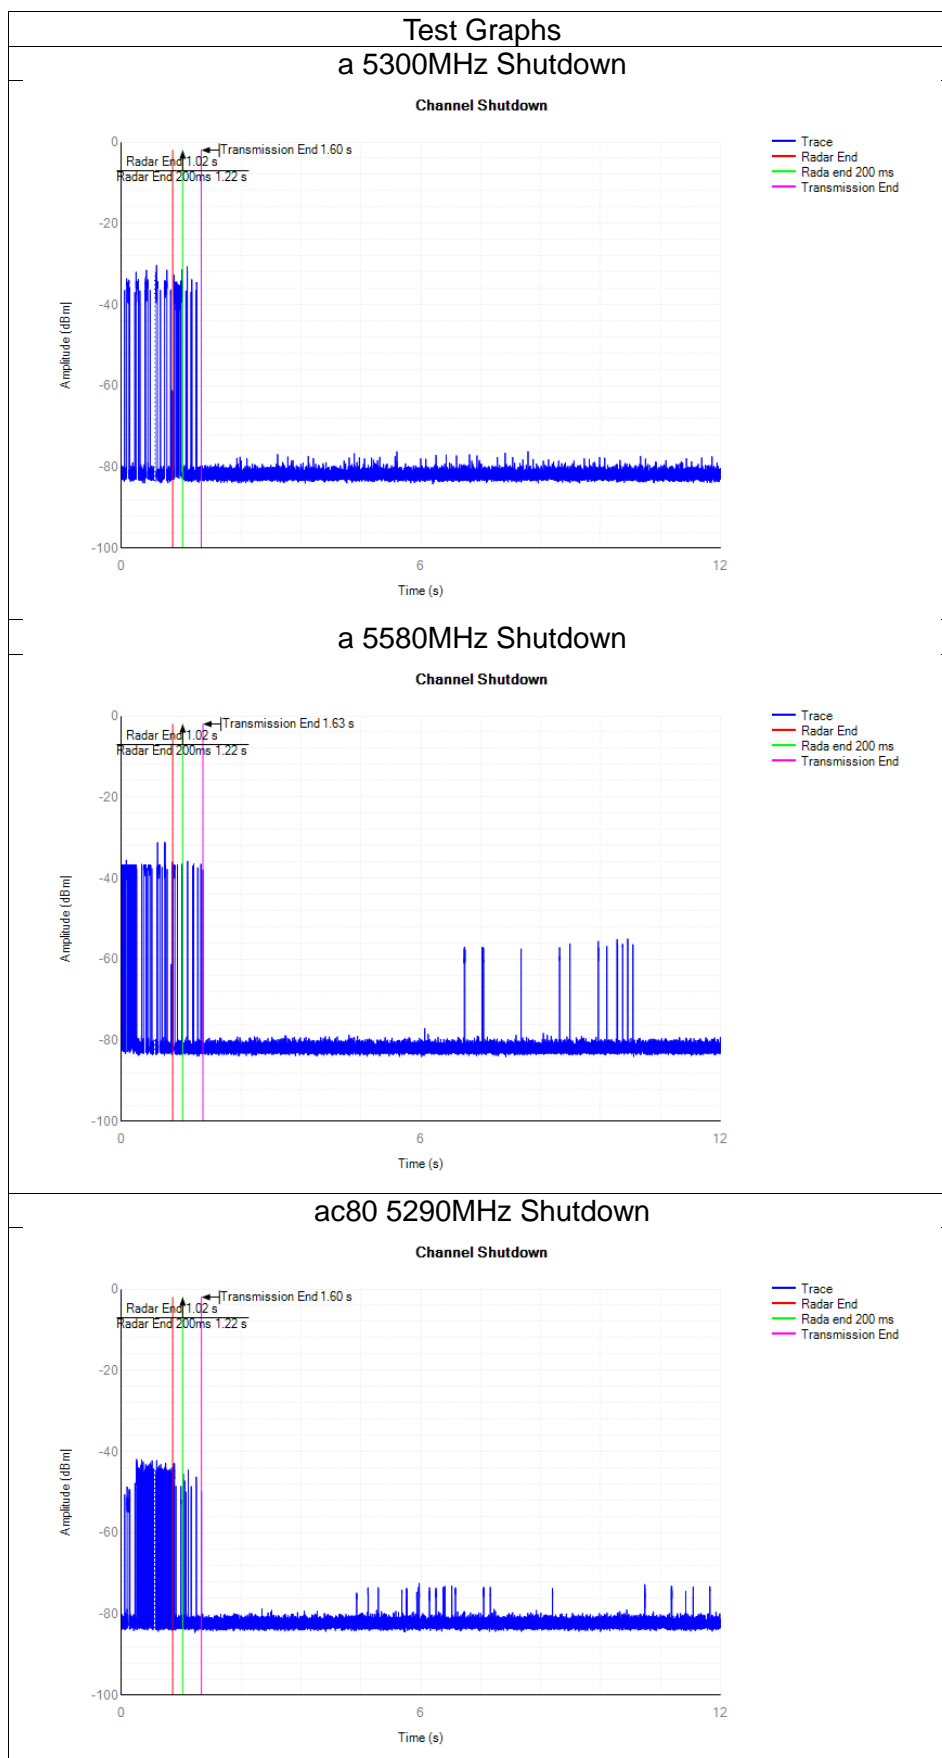 Test Graphs
a 5300MHz Shutdown
Channel Shutdown
0
Transmission End 1.60 s
Radar End 1.02 s
Radar End 200ms 1.22 s
Trace
Radar End
Rada end 200 ms
Transmission End
-20
-40
-60
-80
-100
Amplitude [dBm]
0
6
12
Time (s)
a 5580MHz Shutdown
Channel Shutdown
0
Transmission End 1.63 s
Radar End 1.02 s
Radar End 200ms 1.22 s
Trace
Radar End
Rada end 200 ms
Transmission End
-20
-40
-60
-80
-100
Amplitude [dBm]
0
6
12
Time (s)
ac80 5290MHz Shutdown
Channel Shutdown
0
Transmission End 1.60 s
Radar End 1.02 s
Radar End 200ms 1.22 s
Trace
Radar End
Rada end 200 ms
Transmission End
-20
-40
-60
-80
-100
Amplitude [dBm]
0
6
12
Time (s)